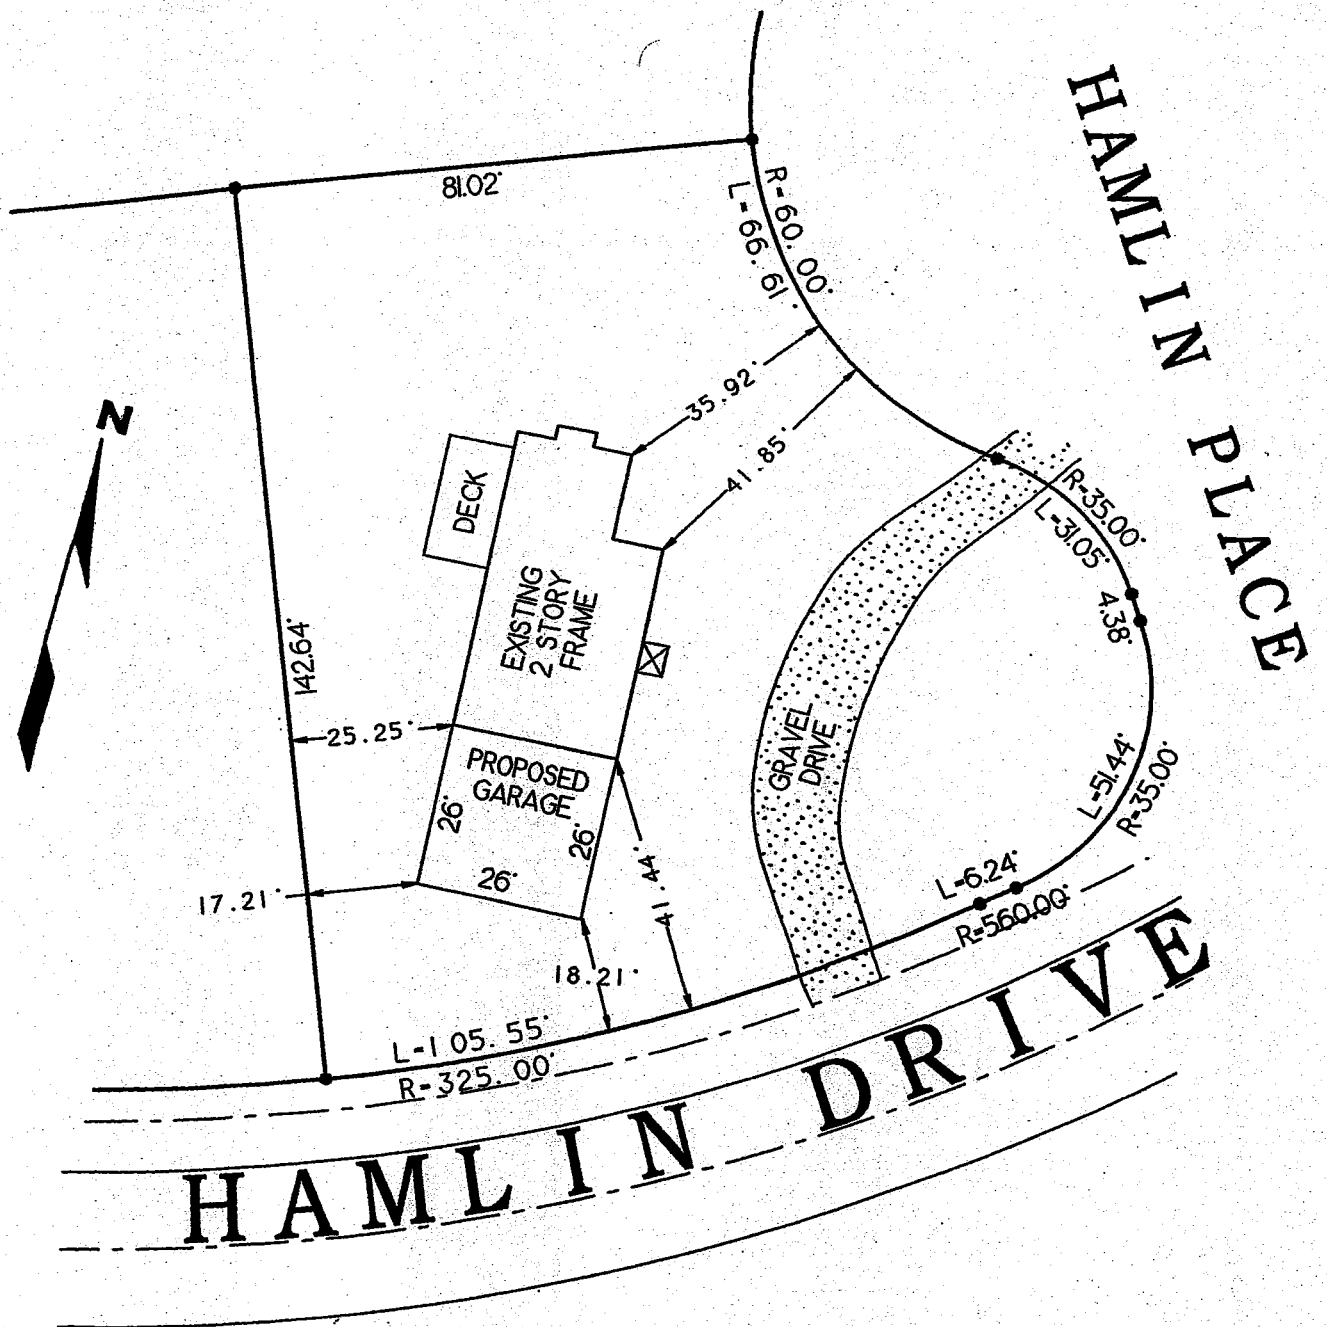 HAMLIN PLACE
81.02'
R-60.00'
L-66.61'
N
35.92'
41.85'
DECK
R=35.00'
L=31.05'
EXISTING
2 STORY
FRAME
4.38'
142.64'
25.25'
GRAVEL
DRIVE
PROPOSED
GARAGE
26'
26'
26'
L=51.44'
R=35.00'
41.44'
17.21'
L=6.24'
R=560.00'
18.21'
L=105.55'
R=325.00'
HAMLIN DRIVE